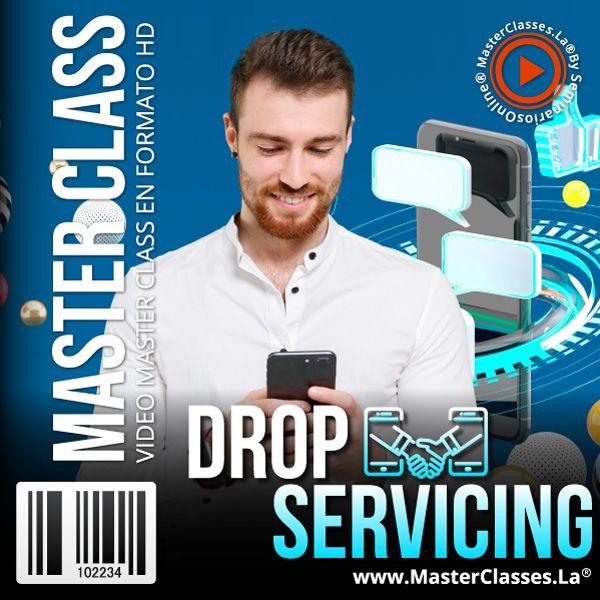 MASTER CLASS
VIDEO MASTER CLASS EN FORMATO HD
MasterClasses.La®By SeminariosOnline®
DROP
SERVICING
102234
www.MasterClasses.La®